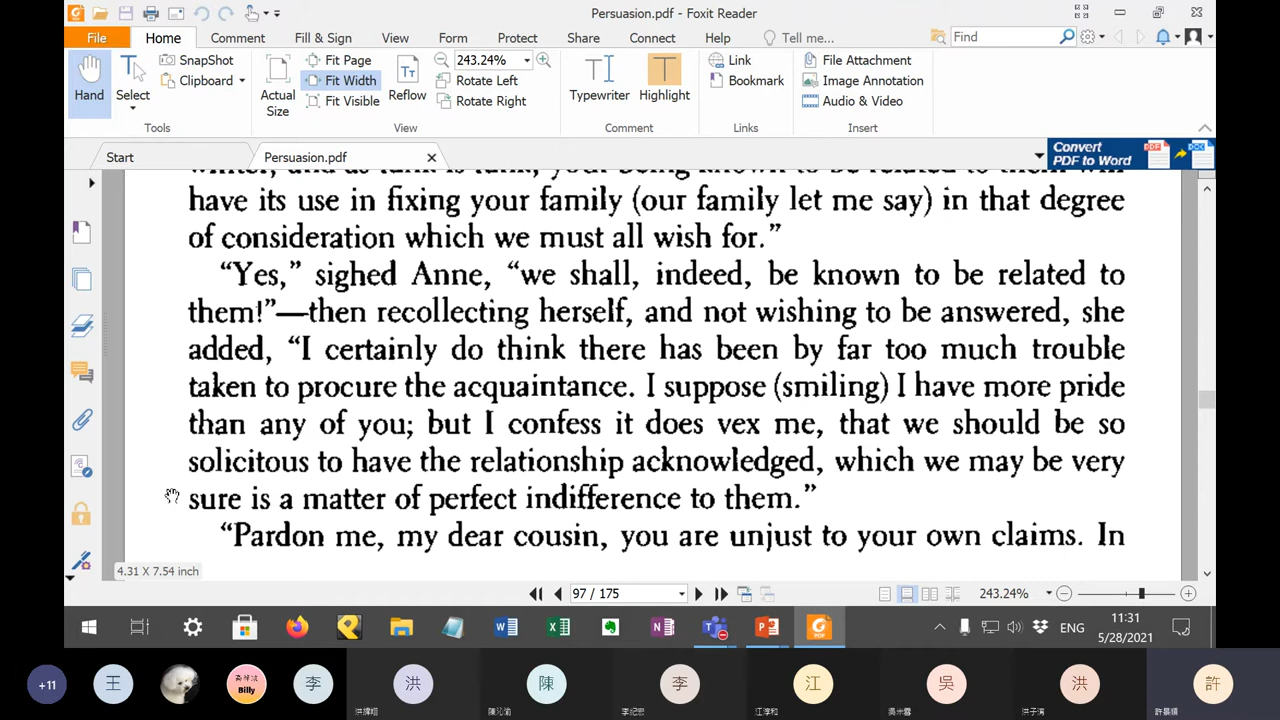 Persuasion.pdf - Foxit Reader
File Home Comment Fill & Sign View Form Protect Share Connect Help Tell me... Find
Hand
Select
SnapShot
Clipboard
Tools
Actual Size
Fit Page
Fit Width
Fit Visible
Reflow
243.24%
Rotate Left
Rotate Right
View
Typewriter
Highlight
Comment
Link
Bookmark
Links
File Attachment
Image Annotation
Audio & Video
Insert
Start Persuasion.pdf
Convert
PDF to Word
have its use in fixing your family (our family let me say) in that degree
of consideration which we must all wish for.”
“Yes,” sighed Anne, “we shall, indeed, be known to be related to
them!”—then recollecting herself, and not wishing to be answered, she
added, “I certainly do think there has been by far too much trouble
taken to procure the acquaintance. I suppose (smiling) I have more pride
than any of you; but I confess it does vex me, that we should be so
solicitous to have the relationship acknowledged, which we may be very
sure is a matter of perfect indifference to them.”
“Pardon me, my dear cousin, you are unjust to your own claims. In
4.31 X 7.54 inch
97 / 175
243.24%
ENG
11:31
5/28/2021
+11 王 Billy 李 洪 陳 李 江 吳 洪 許